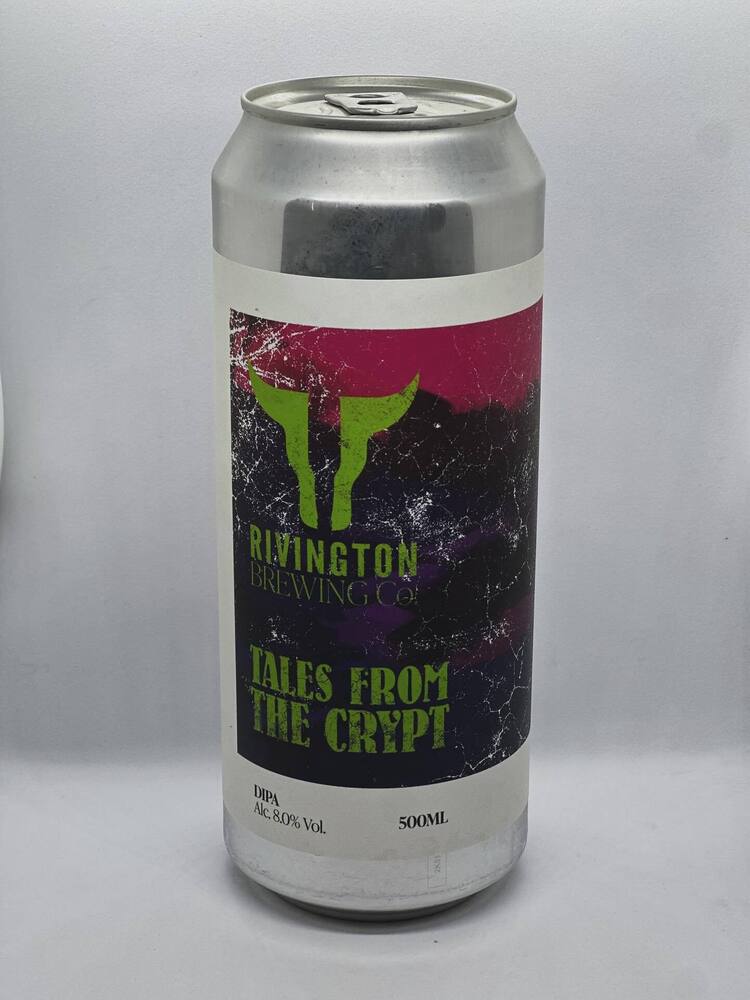 RIVINGTON
BREWING Co.
TALES FROM
THE CRYPT
DIPA
Alc. 8.0% Vol.
500ML